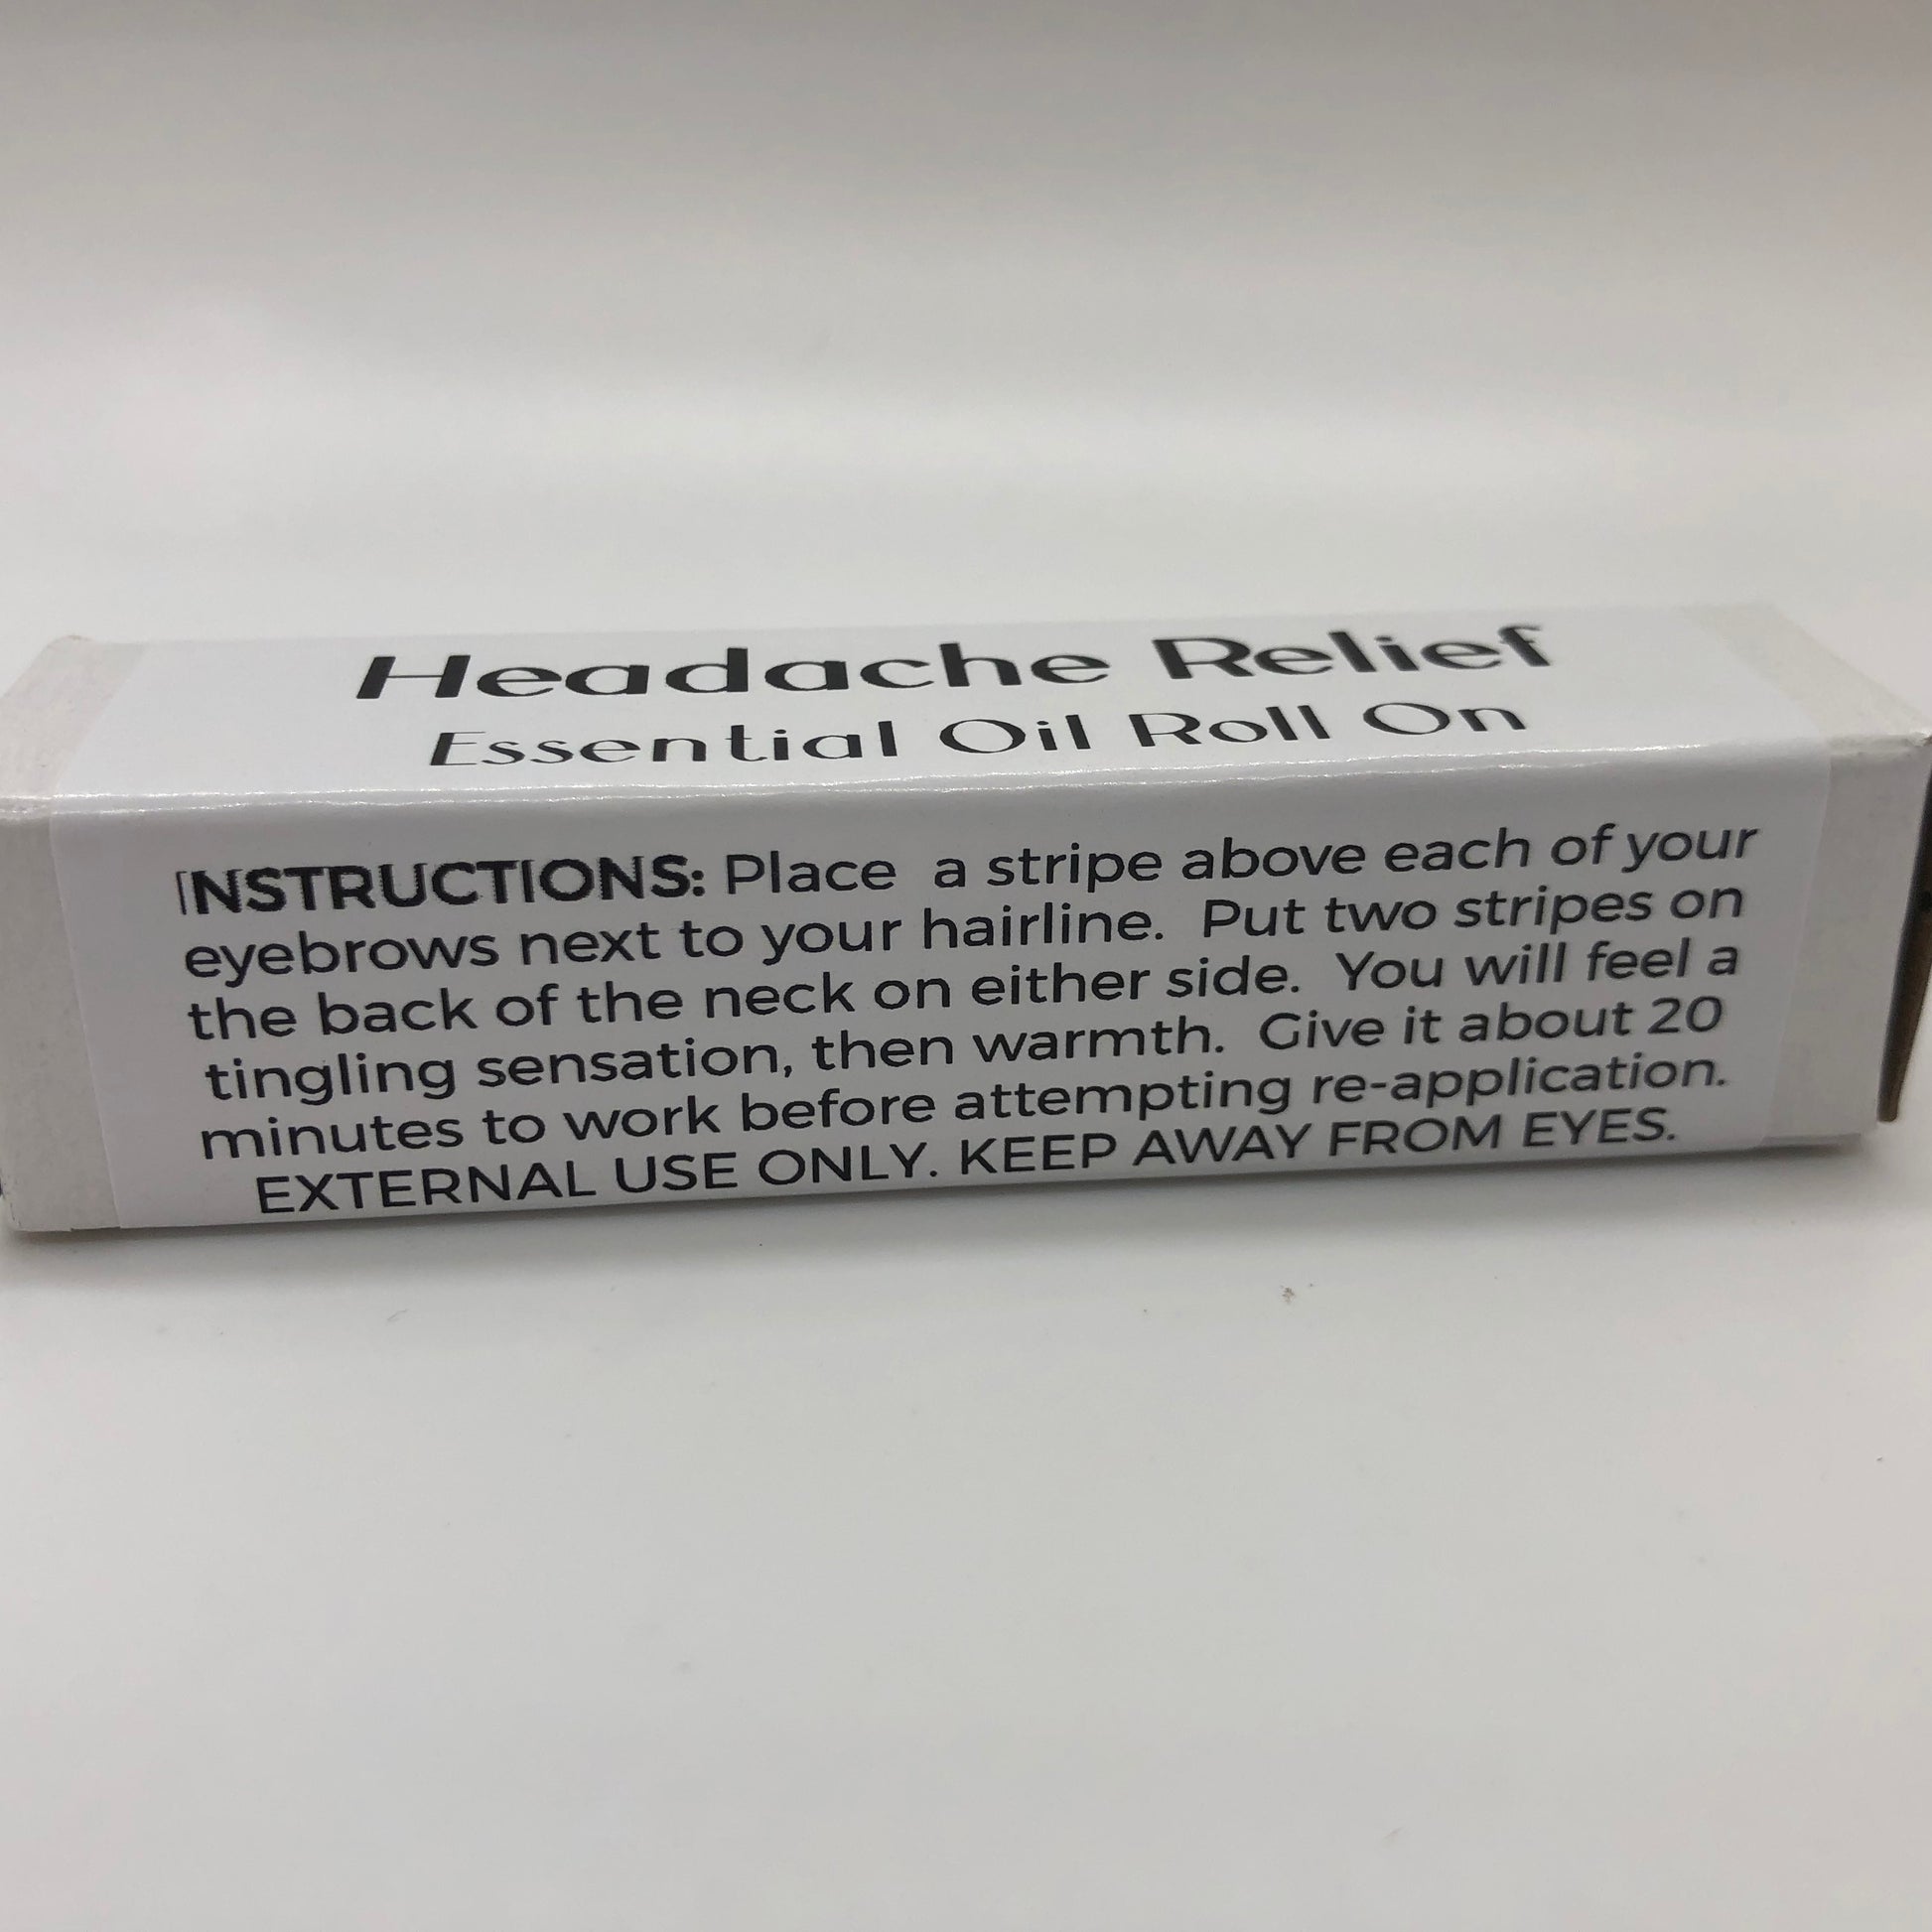 Headache Relief
Essential Oil Roll On
INSTRUCTIONS: Place a stripe above each of your
eyebrows next to your hairline. Put two stripes on
the back of the neck on either side. You will feel a
tingling sensation, then warmth. Give it about 20
minutes to work before attempting re-application.
EXTERNAL USE ONLY. KEEP AWAY FROM EYES.